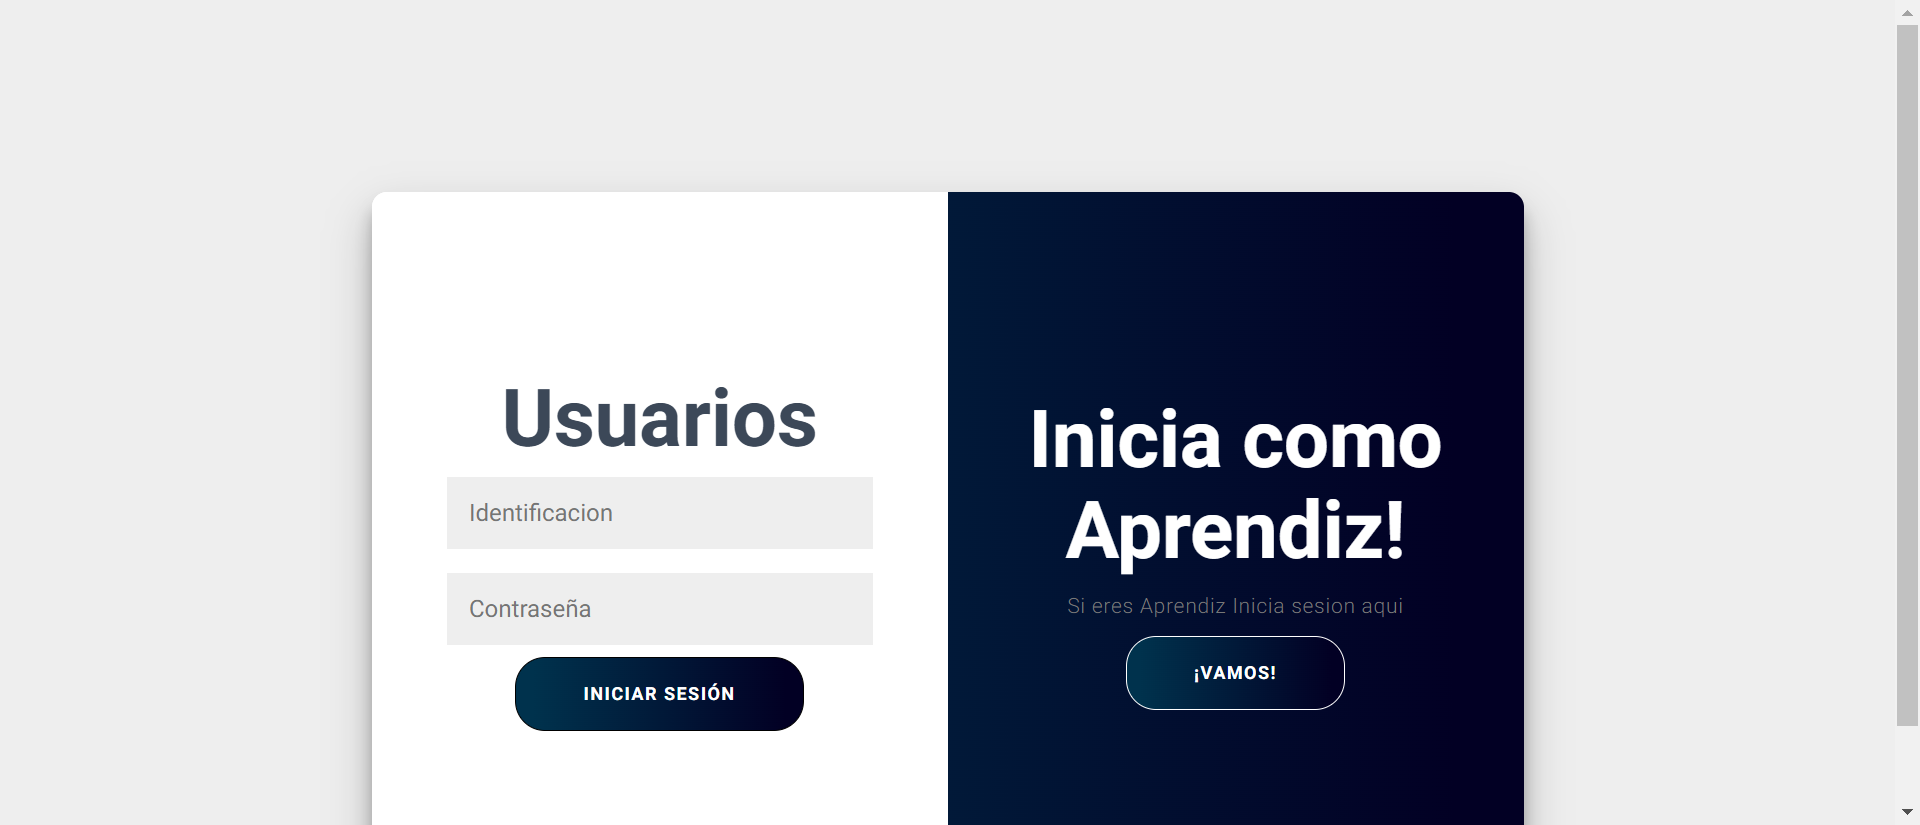 Usuarios
Identificacion
Contraseña
INICIAR SESIÓN
Inicia como
Aprendiz!
Si eres Aprendiz Inicia sesion aqui
¡VAMOS!